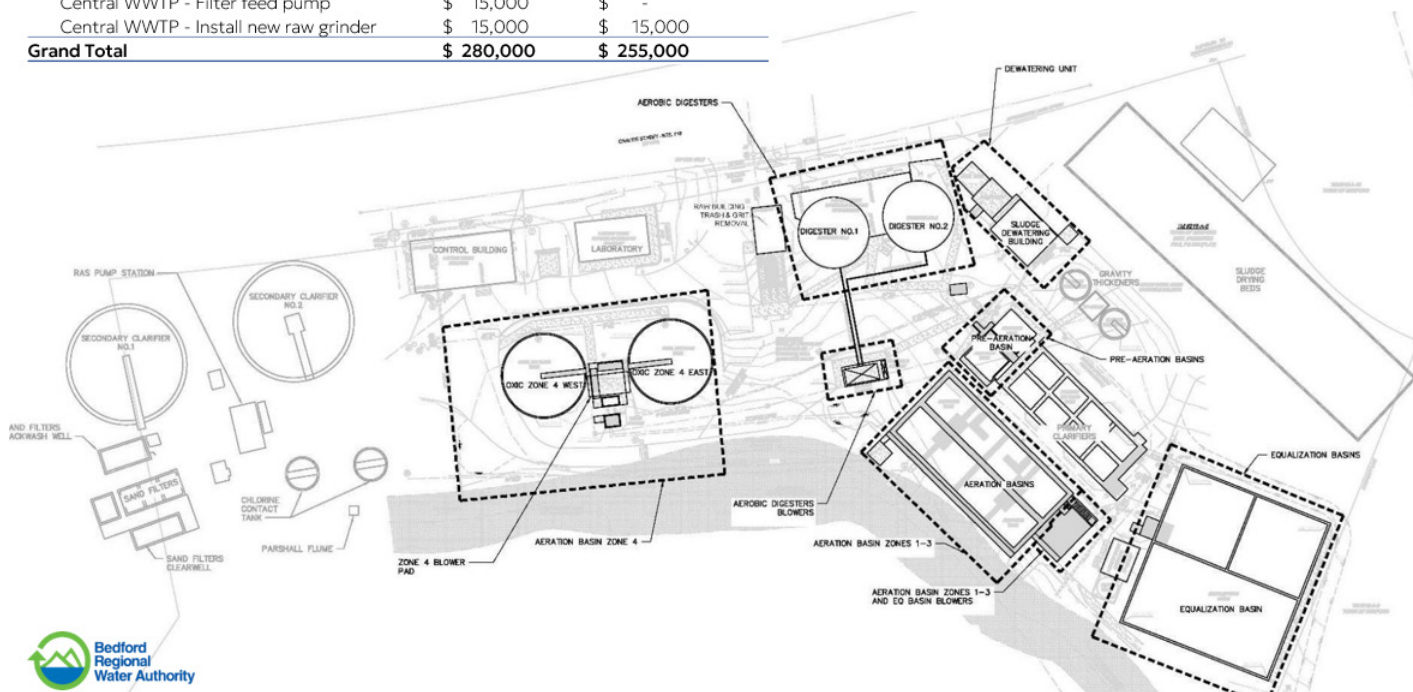 Central WWTP - Filter feed pump $ 15,000 $ -
Central WWTP - Install new raw grinder $ 15,000 $ 15,000
Grand Total $ 280,000 $ 255,000
DEWATERING UNIT
AEROBIC DIGESTERS
RAW BUILDING
TRASH & GRIT
REMOVAL
DIGESTER NO.1
DIGESTER NO.2
SLUDGE
DEWATERING
BUILDING
CONTROL BUILDING
LABORATORY
GRAVITY
THICKENERS
SLUDGE
DRYING
BEDS
RAS PUMP STATION
SECONDARY CLARIFIER
NO.2
SECONDARY CLARIFIER
NO.1
PRE-AERATION
BASIN
PRE-AERATION BASINS
OXIC ZONE 4 WEST
OXIC ZONE 4 EAST
PRIMARY
CLARIFIERS
AND FILTERS
ACKWASH WELL
EQUALIZATION BASINS
SAND FILTERS
AERATION BASINS
CHLORINE
CONTACT
TANK
AEROBIC DIGESTERS
BLOWERS
PARSHALL FLUME
AERATION BASIN ZONE 4
AERATION BASIN ZONES 1-3
SAND FILTERS
CLEARWELL
ZONE 4 BLOWER
PAD
AERATION BASIN ZONES 1-3
AND EQ BASIN BLOWERS
EQUALIZATION BASIN
Bedford
Regional
Water Authority